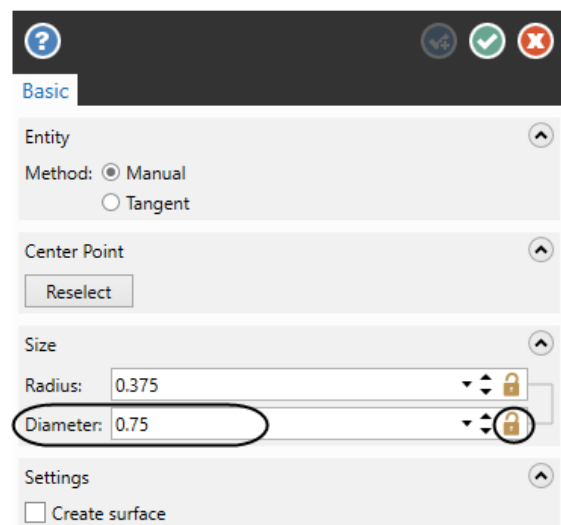 ?
Basic
Entity
Method: Manual
Tangent
Center Point
Reselect
Size
Radius: 0.375
Diameter: 0.75
Settings
Create surface